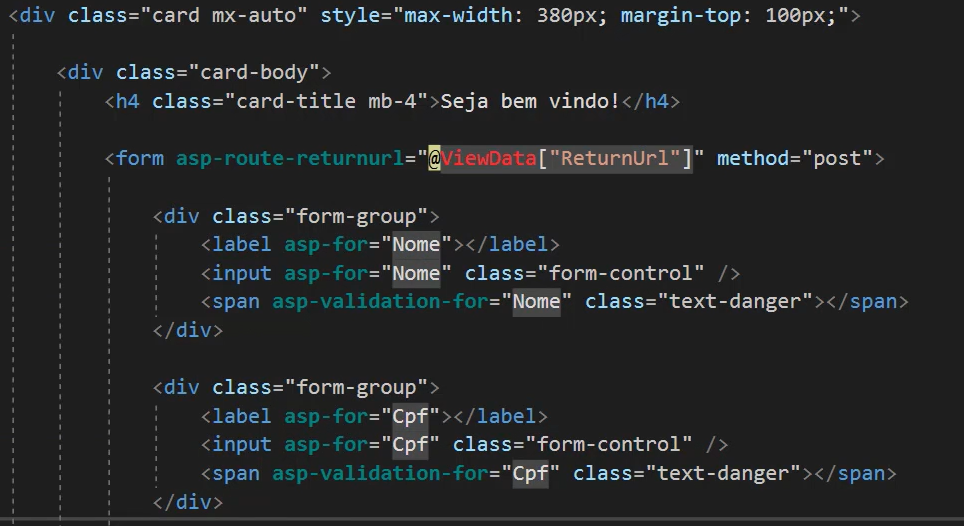 <div class="card mx-auto" style="max-width: 380px; margin-top: 100px;">
<div class="card-body">
<h4 class="card-title mb-4">Seja bem vindo!</h4>
<form asp-route-returnurl="@ViewData["ReturnUrl"]" method="post">
<div class="form-group">
<label asp-for="Nome"></label>
<input asp-for="Nome" class="form-control" />
<span asp-validation-for="Nome" class="text-danger"></span>
</div>
<div class="form-group">
<label asp-for="Cpf"></label>
<input asp-for="Cpf" class="form-control" />
<span asp-validation-for="Cpf" class="text-danger"></span>
</div>